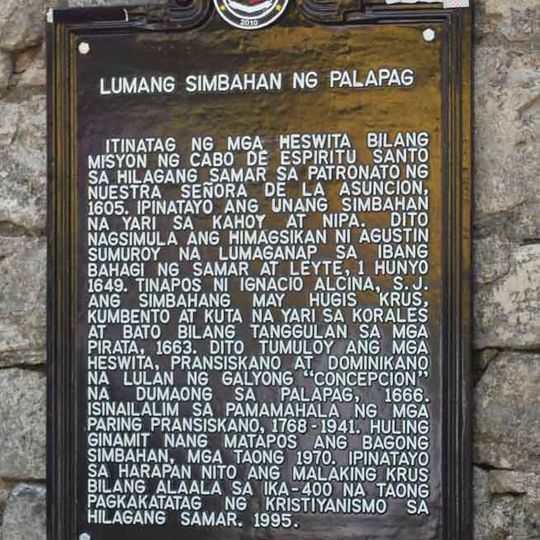 2010
LUMANG SIMBAHAN NG PALAPAG
ITINATAG NG MGA HESWITA BILANG
MISYON NG CABO DE ESPIRITU SANTO
SA HILAGANG SAMAR SA PATRONATO NG
NUESTRA SEÑORA DE LA ASUNCION,
1605. IPINATAYO ANG UNANG SIMBAHAN
NA YARI SA KAHOY AT NIPA. DITO
NAGSIMULA ANG HIMAGSIKAN NI AGUSTIN
SUMUROY NA LUMAGANAP SA IBANG
BAHAGI NG SAMAR AT LEYTE, 1 HUNYO
1649. TINAPOS NI IGNACIO ALCINA, S.J.
ANG SIMBAHANG MAY HUGIS KRUS,
KUMBENTO AT KUTA NA YARI SA KORALES
AT BATO BILANG TANGGULAN SA MGA
PIRATA, 1663. DITO TUMULOY ANG MGA
HESWITA, PRANSISKANO AT DOMINIKANO
NA LULAN NG GALYONG "CONCEPCION"
NA DUMAONG SA PALAPAG, 1666.
ISINAILALIM SA PAMAMAHALA NG MGA
PARING PRANSISKANO, 1768-1941. HULING
GINAMIT NANG MATAPOS ANG BAGONG
SIMBAHAN, MGA TAONG 1970. IPINATAYO
SA HARAPAN NITO ANG MALAKING KRUS
BILANG ALAALA SA IKA-400 NA TAONG
PAGKAKATATAG NG KRISTIYANISMO SA
HILAGANG SAMAR. 1995.